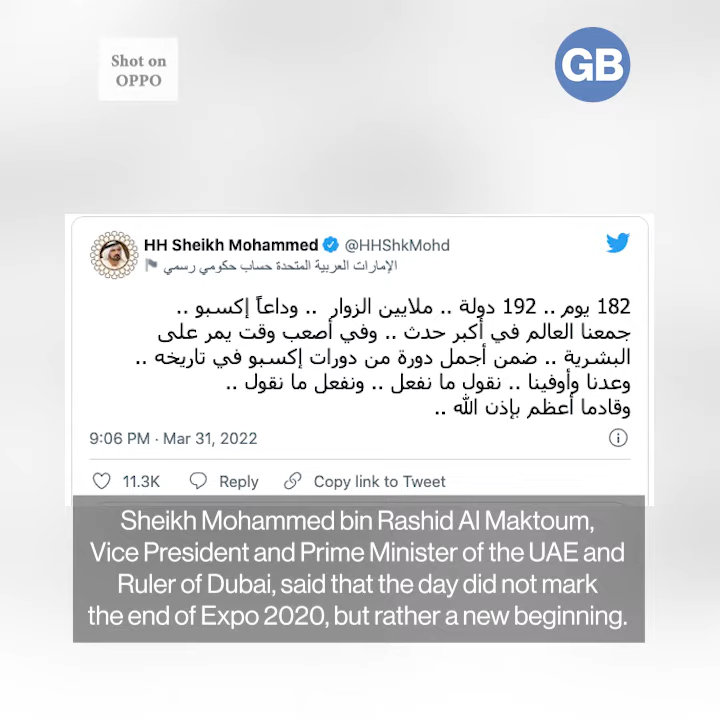 Shot on
OPPO
GB
HH Sheikh Mohammed @HHShkMohd
الإمارات العربية المتحدة حساب حكومي رسمي
182 يوم .. 192 دولة .. ملايين الزوار .. وداعاً إكسبو ..
جمعنا العالم في أكبر حدث .. وفي أصعب وقت يمر على
البشرية .. ضمن أجمل دورة من دورات إكسبو في تاريخه ..
وعدنا وأوفينا .. نقول ما نفعل .. ونفعل ما نقول ..
وقادما أعظم بإذن الله ..
9:06 PM · Mar 31, 2022
11.3K Reply Copy link to Tweet
Sheikh Mohammed bin Rashid Al Maktoum,
Vice President and Prime Minister of the UAE and
Ruler of Dubai, said that the day did not mark
the end of Expo 2020, but rather a new beginning.